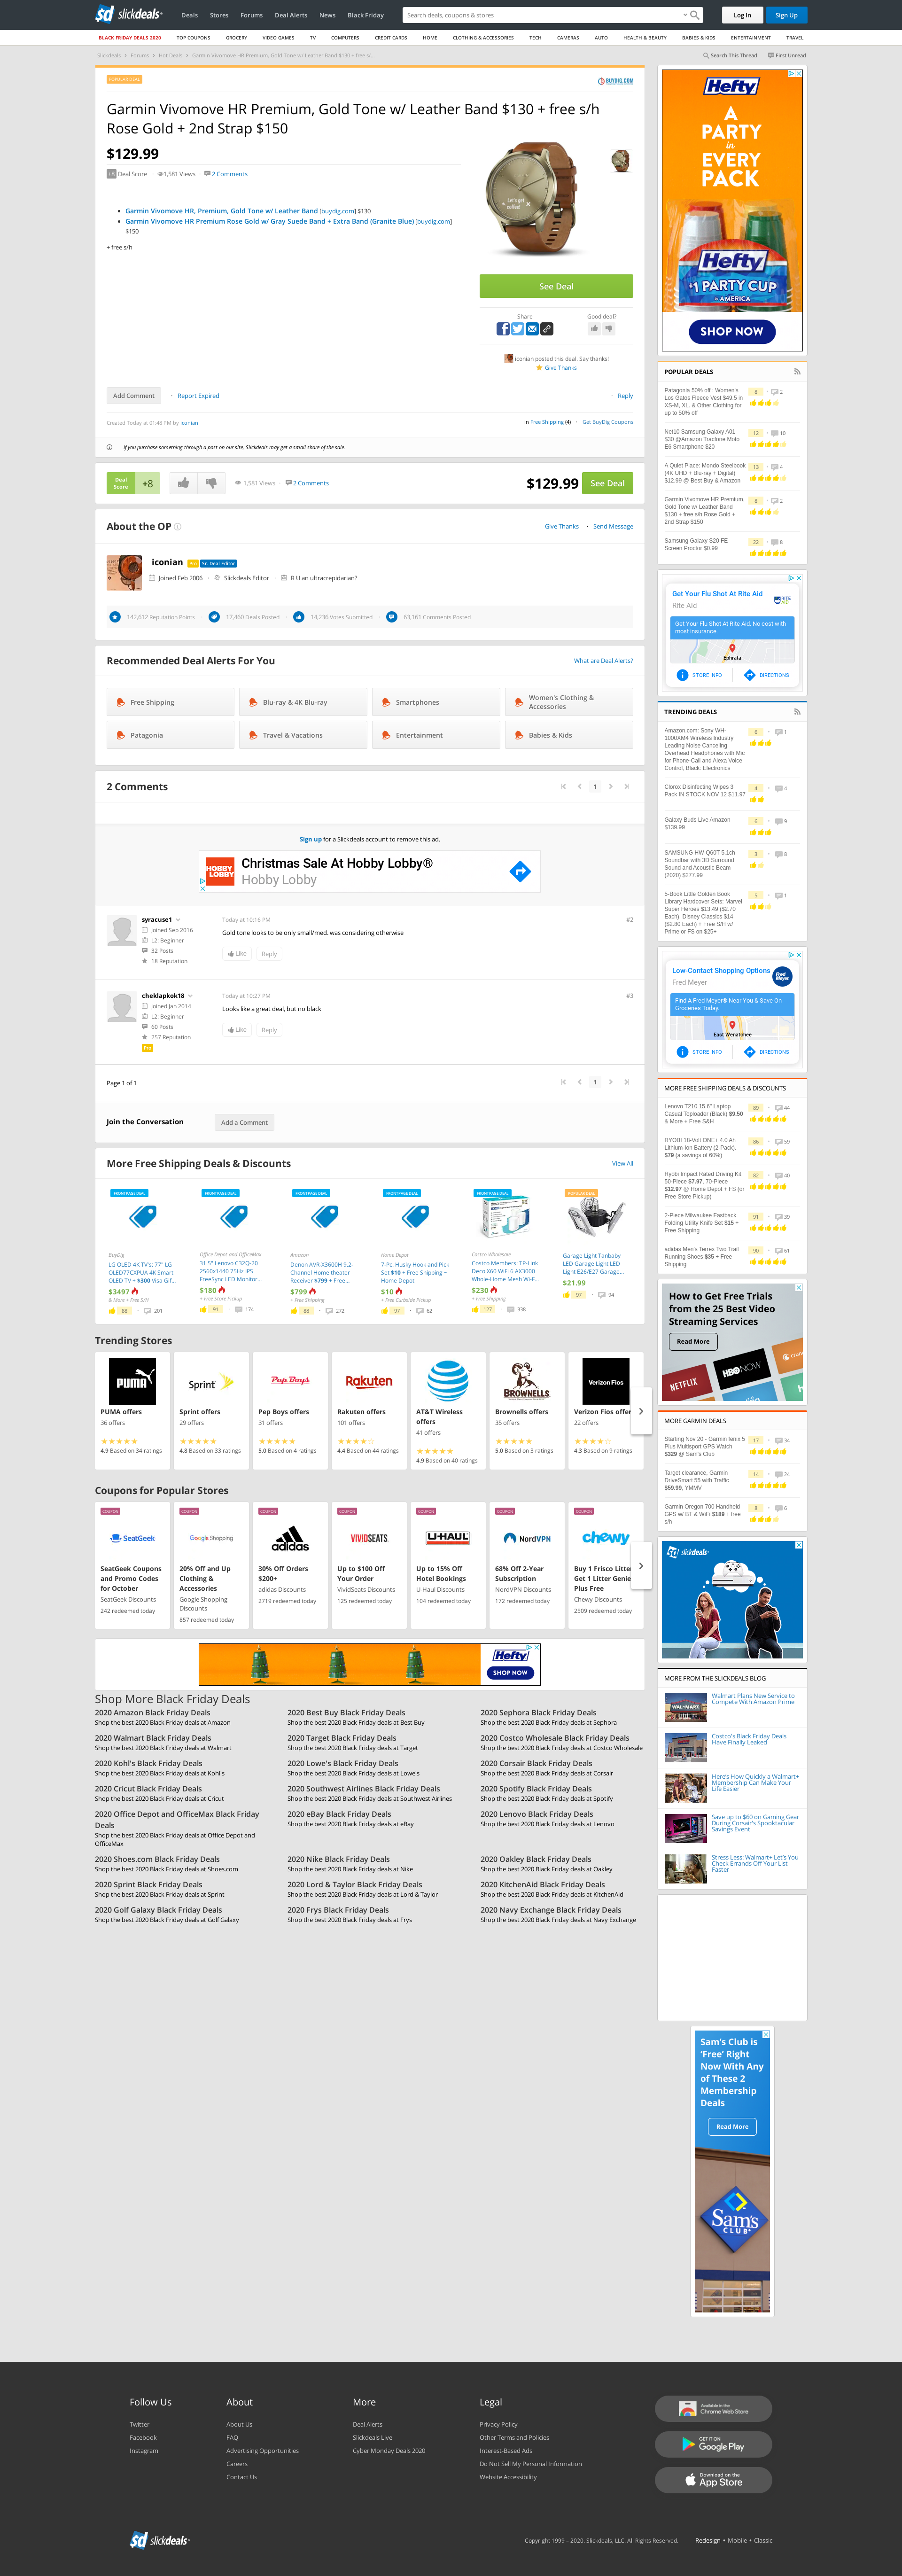 slickdeals
Deals
Stores
Forums
Deal Alerts
News
Black Friday
Search deals, coupons & stores
Log In
Sign Up
BLACK FRIDAY DEALS 2020
TOP COUPONS
GROCERY
VIDEO GAMES
TV
COMPUTERS
CREDIT CARDS
HOME
CLOTHING & ACCESSORIES
TECH
CAMERAS
AUTO
HEALTH & BEAUTY
BABIES & KIDS
ENTERTAINMENT
TRAVEL
Slickdeals > Forums > Hot Deals > Garmin Vivomove HR Premium, Gold Tone w/ Leather Band $130 + free s/...
Search This Thread
First Unread
POPULAR DEAL
BUYDIG.COM
Garmin Vivomove HR Premium, Gold Tone w/ Leather Band $130 + free s/h
Rose Gold + 2nd Strap $150
$129.99
+8 Deal Score
1,581 Views
2 Comments
Garmin Vivomove HR, Premium, Gold Tone w/ Leather Band [buydig.com] $130
Garmin Vivomove HR Premium Rose Gold w/ Gray Suede Band + Extra Band (Granite Blue) [buydig.com]
$150
+ free s/h
Let's get coffee!
See Deal
Share
Good deal?
iconian posted this deal. Say thanks!
Give Thanks
Add Comment
Report Expired
Reply
Created Today at 01:48 PM by iconian
in Free Shipping (4)
Get BuyDig Coupons
If you purchase something through a post on our site, Slickdeals may get a small share of the sale.
Deal
Score
+8
1,581 Views
2 Comments
$129.99
See Deal
About the OP
Give Thanks
Send Message
iconian
Pro
Sr. Deal Editor
Joined Feb 2006
Slickdeals Editor
R U an ultracrepidarian?
142,612 Reputation Points
17,460 Deals Posted
14,236 Votes Submitted
63,161 Comments Posted
Recommended Deal Alerts For You
What are Deal Alerts?
Free Shipping
Blu-ray & 4K Blu-ray
Smartphones
Women's Clothing &
Accessories
Patagonia
Travel & Vacations
Entertainment
Babies & Kids
2 Comments
1
Sign up for a Slickdeals account to remove this ad.
HOBBY LOBBY
Christmas Sale At Hobby Lobby®
Hobby Lobby
syracuse1
Joined Sep 2016
L2: Beginner
32 Posts
18 Reputation
Today at 10:16 PM
#2
Gold tone looks to be only small/med. was considering otherwise
Like
Reply
cheklapkok18
Joined Jan 2014
L2: Beginner
60 Posts
257 Reputation
Pro
Today at 10:27 PM
#3
Looks like a great deal, but no black
Like
Reply
Page 1 of 1
1
Join the Conversation
Add a Comment
More Free Shipping Deals & Discounts
View All
FRONTPAGE DEAL
BuyDig
LG OLED 4K TV's: 77" LG
OLED77CXPUA 4K Smart
OLED TV + $300 Visa Gif...
$3497
& More + Free S/H
88
201
FRONTPAGE DEAL
Office Depot and OfficeMax
31.5" Lenovo C32Q-20
2560x1440 75Hz IPS
FreeSync LED Monitor...
$180
+ Free Store Pickup
91
174
FRONTPAGE DEAL
Amazon
Denon AVR-X3600H 9.2-
Channel Home theater
Receiver $799 + Free...
$799
+ Free Shipping
86
272
FRONTPAGE DEAL
Home Depot
7-Pc. Husky Hook and Pick
Set $10 + Free Shipping ~
Home Depot
$10
+ Free Curbside Pickup
97
62
FRONTPAGE DEAL
Costco Wholesale
Costco Members: TP-Link
Deco X60 WiFi 6 AX3000
Whole-Home Mesh Wi-F...
$230
+ Free Shipping
127
338
POPULAR DEAL
Garage Light Tanbaby
LED Garage Light LED
Light E26/E27 Garage...
$21.99
97
94
Trending Stores
PUMA
PUMA offers
36 offers
4.9 Based on 34 ratings
Sprint
Sprint offers
29 offers
4.8 Based on 33 ratings
Pep Boys
Pep Boys offers
31 offers
5.0 Based on 4 ratings
Rakuten
Rakuten offers
101 offers
4.4 Based on 44 ratings
AT&T Wireless
offers
41 offers
4.9 Based on 40 ratings
BROWNELLS
Brownells offers
35 offers
5.0 Based on 3 ratings
Verizon Fios
Verizon Fios offer
22 offers
4.3 Based on 9 ratings
Coupons for Popular Stores
COUPON
SeatGeek
SeatGeek Coupons
and Promo Codes
for October
SeatGeek Discounts
242 redeemed today
COUPON
Google Shopping
20% Off and Up
Clothing &
Accessories
Google Shopping
Discounts
857 redeemed today
COUPON
adidas
30% Off Orders
$200+
adidas Discounts
2719 redeemed today
COUPON
VIVIDSEATS
Up to $100 Off
Your Order
VividSeats Discounts
125 redeemed today
COUPON
U-HAUL
Up to 15% Off
Hotel Bookings
U-Haul Discounts
104 redeemed today
COUPON
NordVPN
68% Off 2-Year
Subscription
NordVPN Discounts
172 redeemed today
COUPON
chewy
Buy 1 Frisco Litter
Get 1 Litter Genie
Plus Free
Chewy Discounts
2509 redeemed today
Hefty
SHOP NOW
Shop More Black Friday Deals
2020 Amazon Black Friday Deals
Shop the best 2020 Black Friday deals at Amazon
2020 Best Buy Black Friday Deals
Shop the best 2020 Black Friday deals at Best Buy
2020 Sephora Black Friday Deals
Shop the best 2020 Black Friday deals at Sephora
2020 Walmart Black Friday Deals
Shop the best 2020 Black Friday deals at Walmart
2020 Target Black Friday Deals
Shop the best 2020 Black Friday deals at Target
2020 Costco Wholesale Black Friday Deals
Shop the best 2020 Black Friday deals at Costco Wholesale
2020 Kohl's Black Friday Deals
Shop the best 2020 Black Friday deals at Kohl's
2020 Lowe's Black Friday Deals
Shop the best 2020 Black Friday deals at Lowe's
2020 Corsair Black Friday Deals
Shop the best 2020 Black Friday deals at Corsair
2020 Cricut Black Friday Deals
Shop the best 2020 Black Friday deals at Cricut
2020 Southwest Airlines Black Friday Deals
Shop the best 2020 Black Friday deals at Southwest Airlines
2020 Spotify Black Friday Deals
Shop the best 2020 Black Friday deals at Spotify
2020 Office Depot and OfficeMax Black Friday
Deals
Shop the best 2020 Black Friday deals at Office Depot and
OfficeMax
2020 eBay Black Friday Deals
Shop the best 2020 Black Friday deals at eBay
2020 Lenovo Black Friday Deals
Shop the best 2020 Black Friday deals at Lenovo
2020 Shoes.com Black Friday Deals
Shop the best 2020 Black Friday deals at Shoes.com
2020 Nike Black Friday Deals
Shop the best 2020 Black Friday deals at Nike
2020 Oakley Black Friday Deals
Shop the best 2020 Black Friday deals at Oakley
2020 Sprint Black Friday Deals
Shop the best 2020 Black Friday deals at Sprint
2020 Lord & Taylor Black Friday Deals
Shop the best 2020 Black Friday deals at Lord & Taylor
2020 KitchenAid Black Friday Deals
Shop the best 2020 Black Friday deals at KitchenAid
2020 Golf Galaxy Black Friday Deals
Shop the best 2020 Black Friday deals at Golf Galaxy
2020 Frys Black Friday Deals
Shop the best 2020 Black Friday deals at Frys
2020 Navy Exchange Black Friday Deals
Shop the best 2020 Black Friday deals at Navy Exchange
Hefty
A
PARTY
in
EVERY
PACK
Hefty
#1 PARTY CUP
in AMERICA
SHOP NOW
POPULAR DEALS
Patagonia 50% off : Women's
Los Gatos Fleece Vest $49.5 in
XS-M, XL, & Other Clothing for
up to 50% off
8
2
Net10 Samsung Galaxy A01
$30 @Amazon Tracfone Moto
E6 Smartphone $20
12
10
A Quiet Place: Mondo Steelbook
(4K UHD + Blu-ray + Digital)
$12.99 @ Best Buy & Amazon
13
4
Garmin Vivomove HR Premium,
Gold Tone w/ Leather Band
$130 + free s/h Rose Gold +
2nd Strap $150
8
2
Samsung Galaxy S20 FE
Screen Proctor $0.99
22
8
Get Your Flu Shot At Rite Aid
Rite Aid
RITE AID
Get Your Flu Shot At Rite Aid. No cost with
most insurance.
Ephrata
STORE INFO
DIRECTIONS
TRENDING DEALS
Amazon.com: Sony WH-
1000XM4 Wireless Industry
Leading Noise Canceling
Overhead Headphones with Mic
for Phone-Call and Alexa Voice
Control, Black: Electronics
6
1
Clorox Disinfecting Wipes 3
Pack IN STOCK NOV 12 $11.97
4
4
Galaxy Buds Live Amazon
$139.99
6
9
SAMSUNG HW-Q60T 5.1ch
Soundbar with 3D Surround
Sound and Acoustic Beam
(2020) $277.99
3
8
5-Book Little Golden Book
Library Hardcover Sets: Marvel
Super Heroes $13.49 ($2.70
Each), Disney Classics $14
($2.80 Each) + Free S/H w/
Prime or FS on $25+
5
1
Low-Contact Shopping Options
Fred Meyer
Fred Meyer
Find A Fred Meyer® Near You & Save On
Groceries Today
East Wenatchee
STORE INFO
DIRECTIONS
MORE FREE SHIPPING DEALS & DISCOUNTS
Lenovo T210 15.6" Laptop
Casual Toploader (Black) $9.50
& More + Free S&H
89
44
RYOBI 18-Volt ONE+ 4.0 Ah
Lithium-Ion Battery (2-Pack),
$79 (a savings of 60%)
86
59
Ryobi Impact Rated Driving Kit
50-Piece $7.97, 70-Piece
$12.97 @ Home Depot + FS (or
Free Store Pickup)
62
40
2-Piece Milwaukee Fastback
Folding Utility Knife Set $15 +
Free Shipping
91
39
adidas Men's Terrex Two Trail
Running Shoes $35 + Free
Shipping
90
61
How to Get Free Trials
from the 25 Best Video
Streaming Services
Read More
NETFLIX
HBO NOW
MORE GARMIN DEALS
Starting Nov 20 - Garmin fenix 5
Plus Multisport GPS Watch
$329 @ Sam's Club
17
34
Target clearance, Garmin
DriveSmart 55 with Traffic
$59.99, YMMV
14
24
Garmin Oregon 700 Handheld
GPS w/ BT & WiFi $189 + free
s/h
8
6
slickdeals
MORE FROM THE SLICKDEALS BLOG
Walmart Plans New Service to
Compete With Amazon Prime
Costco's Black Friday Deals
Have Finally Leaked
Here's How Quickly a Walmart+
Membership Can Make Your
Life Easier
Save up to $60 on Gaming Gear
During Corsair's Spooktacular
Savings Event
Stress Less: Walmart+ Let's You
Check Errands Off Your List
Faster
Sam's Club is
'Free' Right
Now With Any
of These 2
Membership
Deals
Read More
Sam's
CLUB
Follow Us
Twitter
Facebook
Instagram
About
About Us
FAQ
Advertising Opportunities
Careers
Contact Us
More
Deal Alerts
Slickdeals Live
Cyber Monday Deals 2020
Legal
Privacy Policy
Other Terms and Policies
Interest-Based Ads
Do Not Sell My Personal Information
Website Accessibility
Available in the
Chrome Web Store
GET IT ON
Google Play
Download on the
App Store
slickdeals
Copyright 1999 - 2020. Slickdeals, LLC. All Rights Reserved.
Redesign • Mobile • Classic